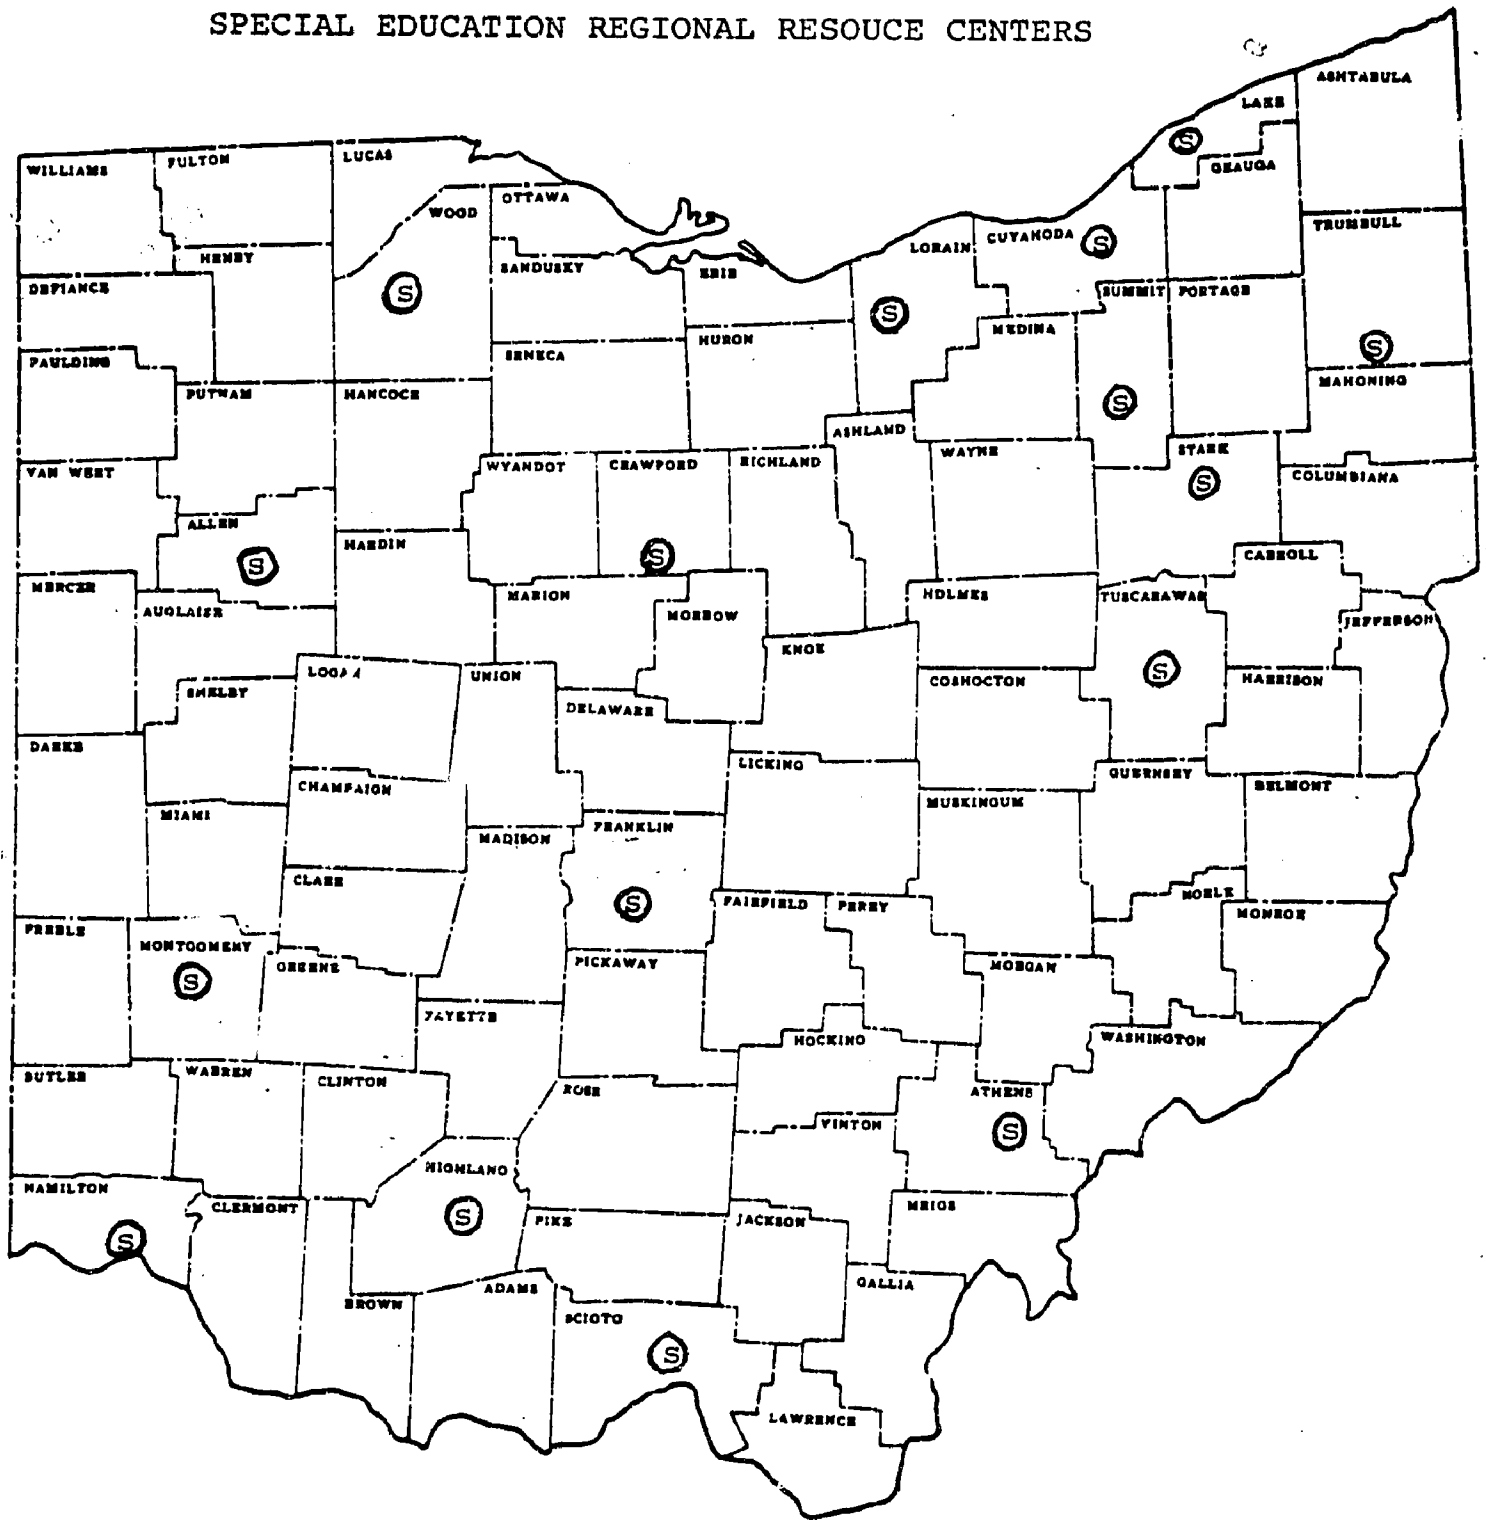 SPECIAL EDUCATION REGIONAL RESOUCE CENTERS
ASHTABULA
LAKE
S
GEAUGA
WILLIAMS
FULTON
LUCAS
WOOD
OTTAWA
TRUMBULL
LORAIN
CUYAHOGA
S
HENRY
SANDUSKY
ERIE
DEFIANCE
S
SUMMIT
PORTAGE
S
MEDINA
HURON
SENECA
S
PAULDING
MAHONING
PUTNAM
HANCOCK
S
ASHLAND
WAYNE
STARK
VAN WERT
WYANDOT
CRAWFORD
RICHLAND
COLUMBIANA
S
ALLEN
HARDIN
S
S
CARROLL
MERCER
MARION
HOLMES
TUSCARAWAS
AUGLAIZE
MORROW
JEFFERSON
KNOX
LOGAN
UNION
S
COSHOCTON
HARRISON
SHELBY
DELAWARE
DARKE
LICKING
GUERNSEY
BELMONT
CHAMPAIGN
MUSKINGUM
MIAMI
MADISON
FRANKLIN
CLARK
NOBLE
S
FAIRFIELD
PERRY
MONROE
PREBLE
MONTGOMERY
GREENE
PICKAWAY
MORGAN
S
FAYETTE
HOCKING
WASHINGTON
BUTLER
WARREN
CLINTON
ROSS
ATHENS
VINTON
S
HIGHLAND
HAMILTON
CLERMONT
MEIGS
S
PIKE
JACKSON
S
ADAMS
GALLIA
BROWN
SCIOTO
S
LAWRENCE